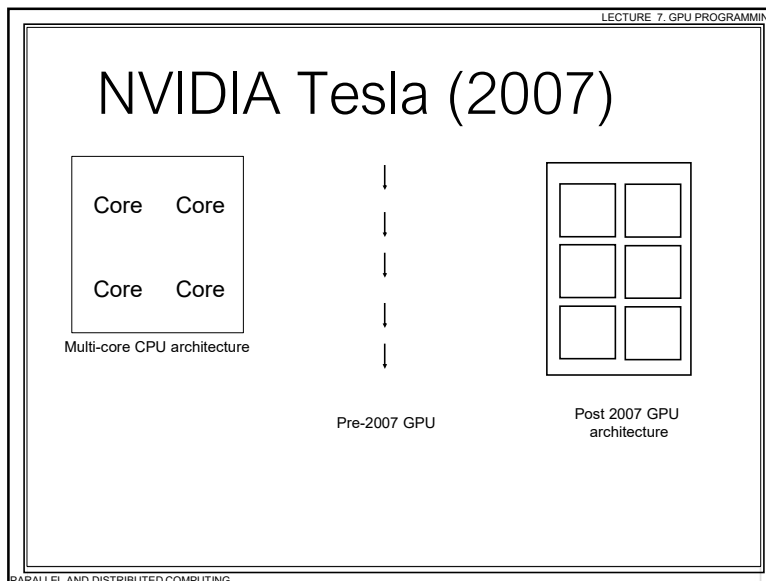 LECTURE 7. GPU PROGRAMMIN
NVIDIA Tesla (2007)
Core Core
Core Core
Multi-core CPU architecture
Pre-2007 GPU
Post 2007 GPU
architecture
PARALLEL AND DISTRIBUTED COMPUTING